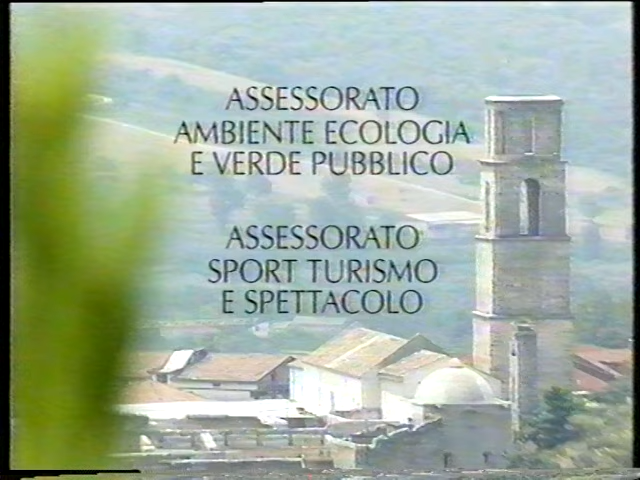 ASSESSORATO
AMBIENTE ECOLOGIA
E VERDE PUBBLICO
ASSESSORATO
SPORT TURISMO
E SPETTACOLO